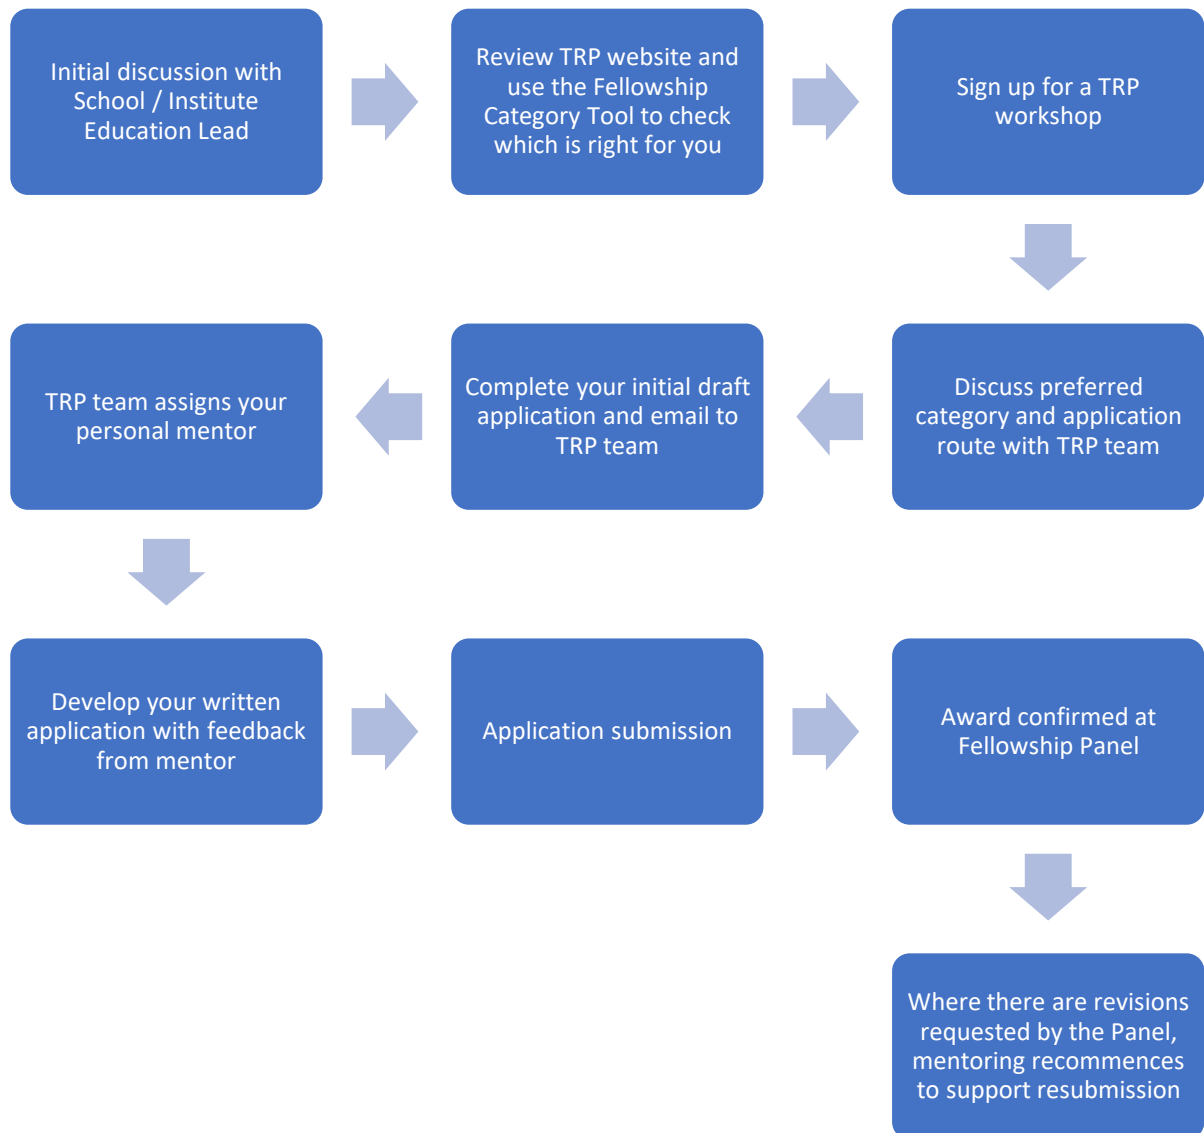 Initial discussion with
School / Institute
Education Lead
Review TRP website and
use the Fellowship
Category Tool to check
which is right for you
Sign up for a TRP
workshop
Discuss preferred
category and application
route with TRP team
Complete your initial draft
application and email to
TRP team
TRP team assigns your
personal mentor
Develop your written
application with feedback
from mentor
Application submission
Award confirmed at
Fellowship Panel
Where there are revisions
requested by the Panel,
mentoring recommences
to support resubmission